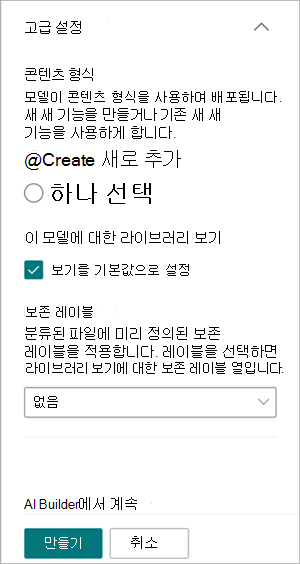 고급 설정
콘텐츠 형식
모델이 콘텐츠 형식을 사용하여 배포됩니다.
새 새 기능을 만들거나 기존 새 새
기능을 사용하게 합니다.
@Create 새로 추가
하나 선택
이 모델에 대한 라이브러리 보기
보기를 기본값으로 설정
보존 레이블
분류된 파일에 미리 정의된 보존
레이블을 적용합니다. 레이블을 선택하면
라이브러리 보기에 대한 보존 레이블 열입니다.
없음
AI Builder에서 계속
만들기
취소